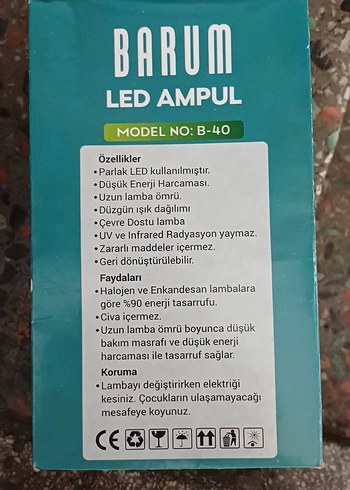 BARUM
LED AMPUL
MODEL NO: B-40
Özellikler
• Parlak LED kullanılmıştır.
• Düşük Enerji Harcaması.
• Uzun lamba ömrü.
• Düzgün ışık dağılımı
• Çevre Dostu lamba
• UV ve Infrared Radyasyon yaymaz.
• Zararlı maddeler içermez.
• Geri dönüştürülebilir.
Faydaları
• Halojen ve Enkandesan lambalara
göre %90 enerji tasarrufu.
• Civa içermez.
• Uzun lamba ömrü boyunca düşük
bakım masrafı ve düşük enerji
harcaması ile tasarruf sağlar.
Koruma
• Lambayı değiştirirken elektriği
kesiniz. Çocukların ulaşamayacağı
mesafeye koyunuz.
CE